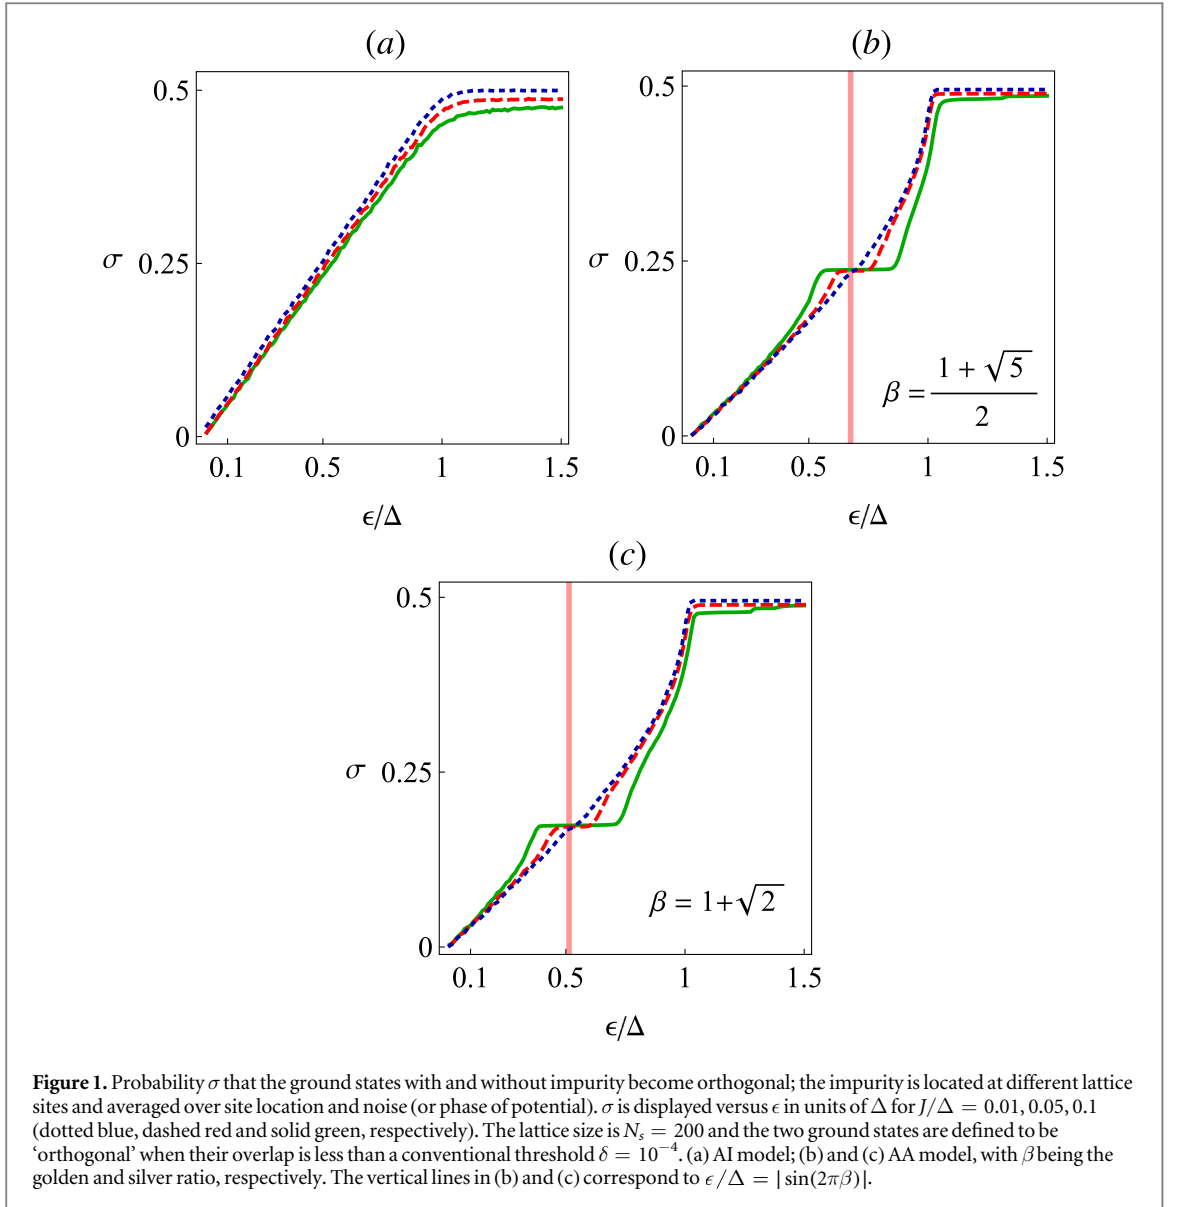 (a)
0.5
σ 0.25
0
0.1 0.5 1 1.5
ϵ/Δ
(b)
0.5
σ 0.25
0
β = (1 + √5)/2
0.1 0.5 1 1.5
ϵ/Δ
(c)
0.5
σ 0.25
0
β = 1+√2
0.1 0.5 1 1.5
ϵ/Δ
Figure 1. Probability σ that the ground states with and without impurity become orthogonal; the impurity is located at different lattice
sites and averaged over site location and noise (or phase of potential). σ is displayed versus ϵ in units of Δ for J/Δ = 0.01, 0.05, 0.1
(dotted blue, dashed red and solid green, respectively). The lattice size is Nₛ = 200 and the two ground states are defined to be
‘orthogonal’ when their overlap is less than a conventional threshold δ = 10⁻⁴. (a) AI model; (b) and (c) AA model, with β being the
golden and silver ratio, respectively. The vertical lines in (b) and (c) correspond to ϵ/Δ = |sin(2πβ)|.